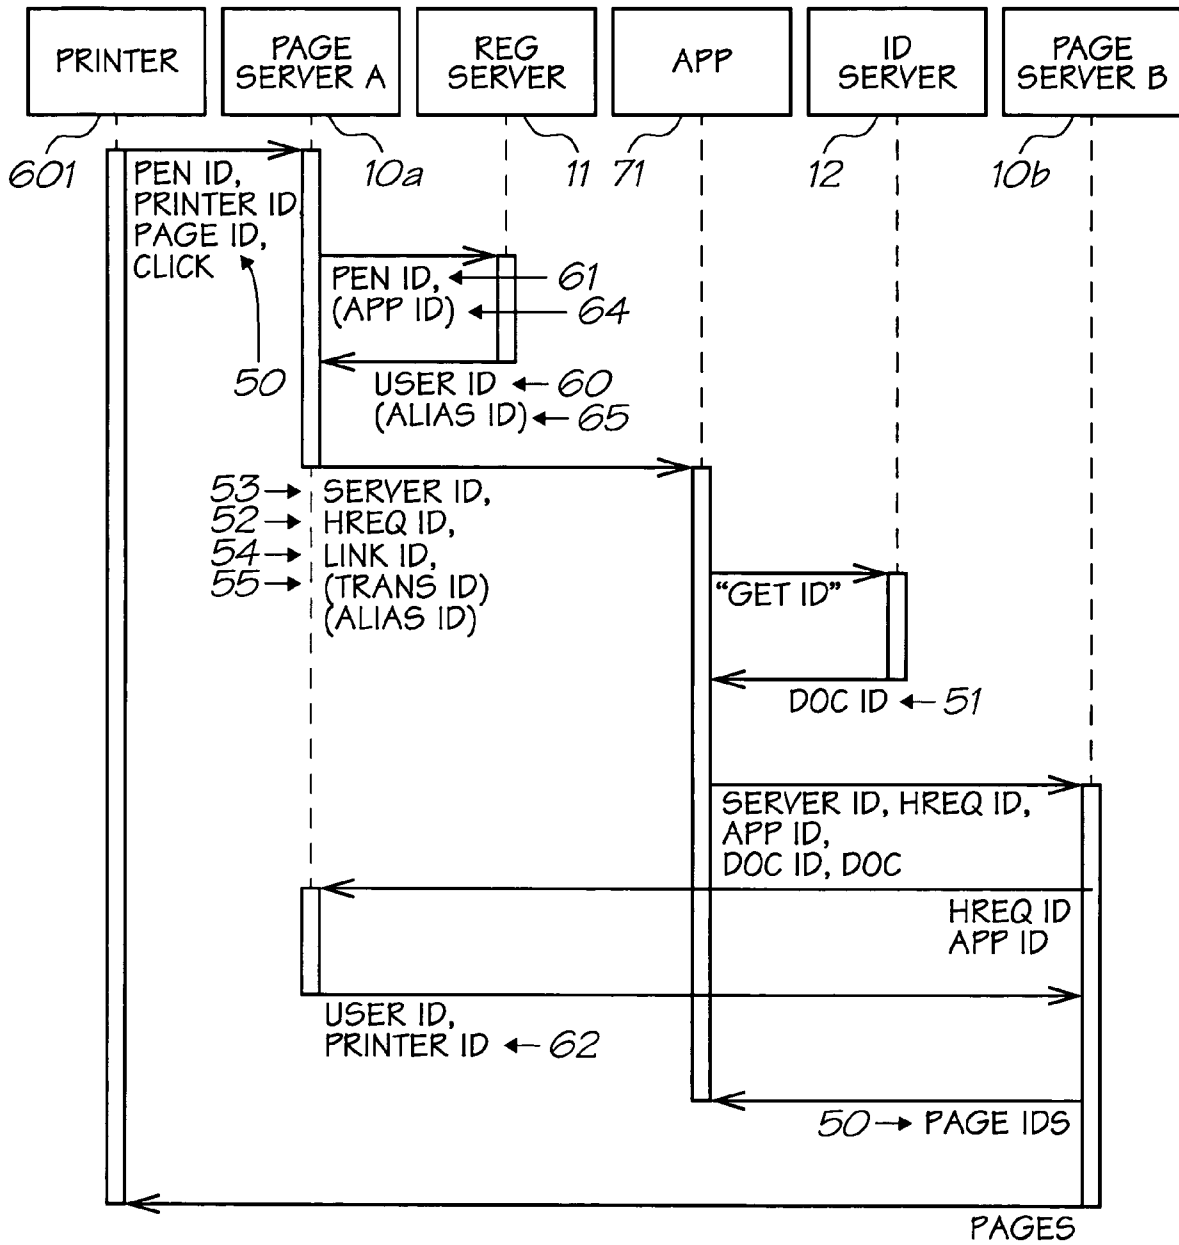 PRINTER
PAGE
SERVER A
REG
SERVER
APP
ID
SERVER
PAGE
SERVER B
601
10a
11
71
12
10b
PEN ID,
PRINTER ID
PAGE ID,
CLICK
50
PEN ID,
61
(APP ID)
64
USER ID
60
(ALIAS ID)
65
53
SERVER ID,
52
HREQ ID,
54
LINK ID,
55
(TRANS ID)
(ALIAS ID)
“GET ID”
DOC ID
51
SERVER ID, HREQ ID,
APP ID,
DOC ID, DOC
HREQ ID
APP ID
USER ID,
PRINTER ID
62
50
PAGE IDS
PAGES